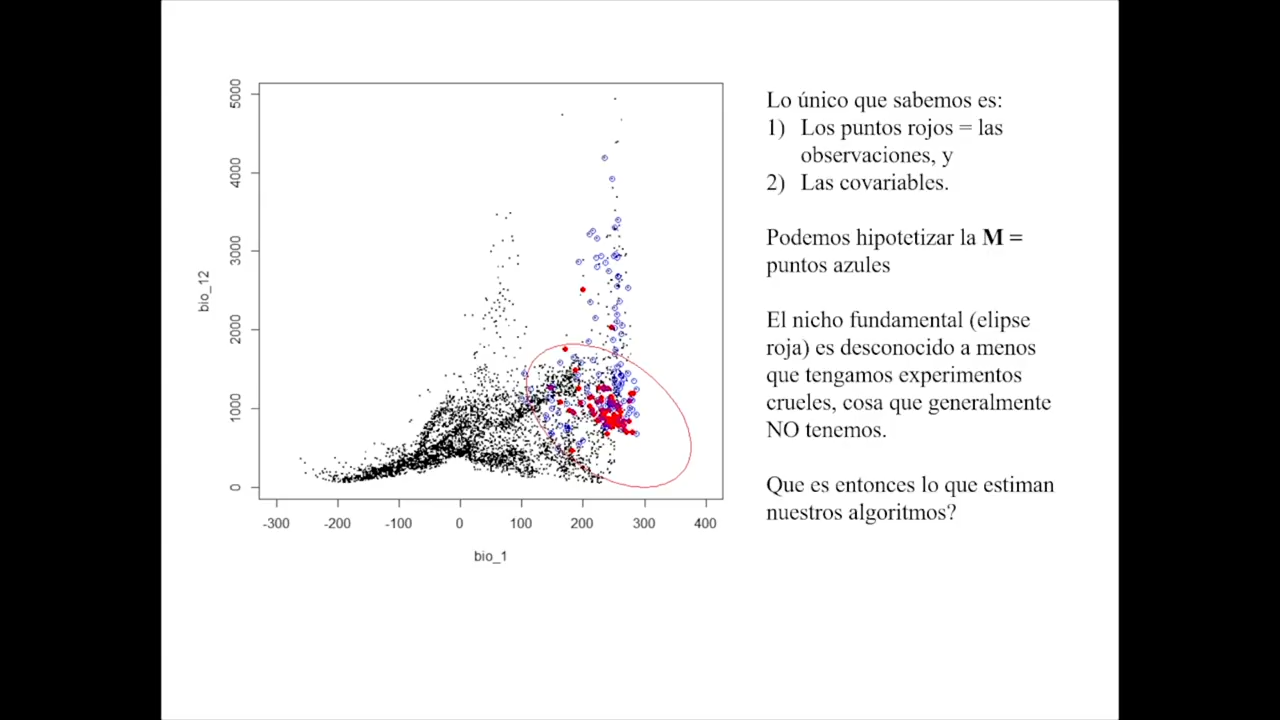 Lo único que sabemos es:
1) Los puntos rojos = las
observaciones, y
2) Las covariables.
Podemos hipotetizar la M =
puntos azules
El nicho fundamental (elipse
roja) es desconocido a menos
que tengamos experimentos
crueles, cosa que generalmente
NO tenemos.
Que es entonces lo que estiman
nuestros algoritmos?
5000
4000
3000
2000
1000
0
bio_12
-300 -200 -100 0 100 200 300 400
bio_1